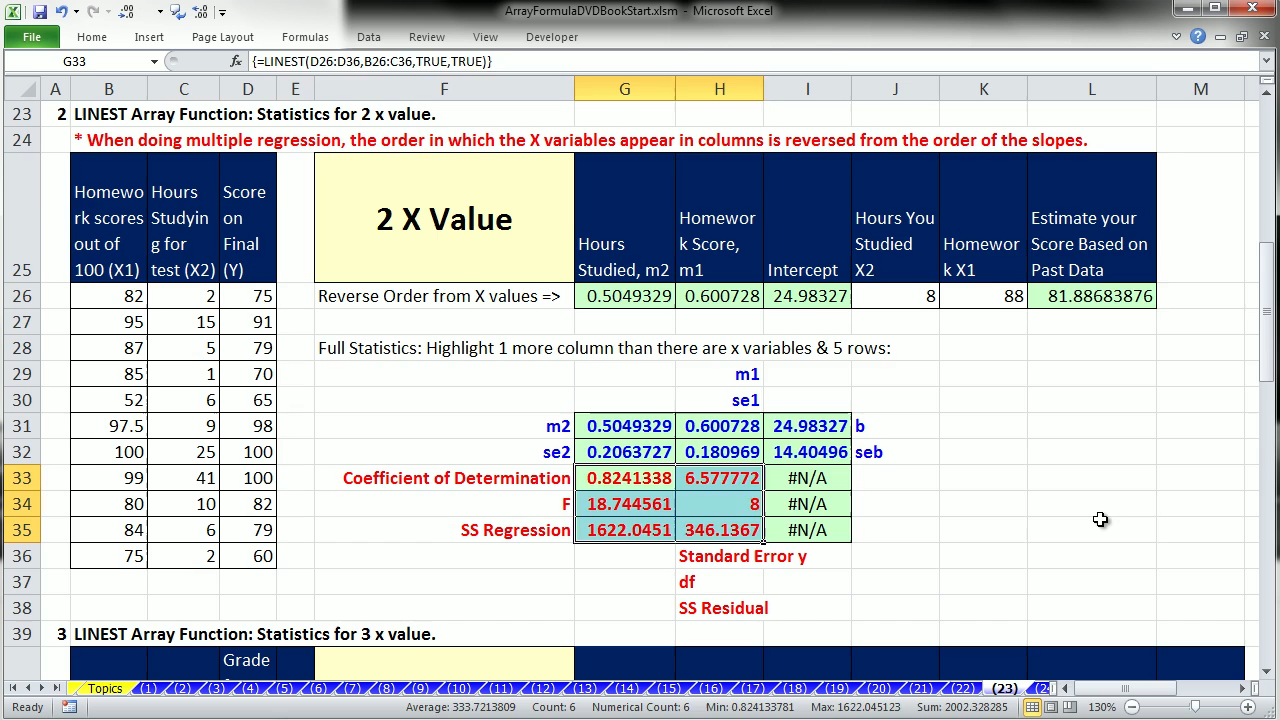 ArrayFormulaDVDBookStart.xlsm - Microsoft Excel
File Home Insert Page Layout Formulas Data Review View Developer
G33 fx {=LINEST(D26:D36,B26:C36,TRUE,TRUE)}
A B C D E F G H I J K L M
23 2 LINEST Array Function: Statistics for 2 x value.
24 * When doing multiple regression, the order in which the X variables appear in columns is reversed from the order of the slopes.
25
Homewo
rk scores
out of
100 (X1)
Hours
Studyin
g for
test (X2)
Score
on
Final
(Y)
2 X Value
Hours
Studied, m2
Homewor
k Score,
m1
Intercept
Hours You
Studied
X2
Homewor
k X1
Estimate your
Score Based on
Past Data
26 82 2 75 Reverse Order from X values => 0.5049329 0.600728 24.98327 8 88 81.88683876
27 95 15 91
28 87 5 79 Full Statistics: Highlight 1 more column than there are x variables & 5 rows:
29 85 1 70 m1
30 52 6 65 se1
31 97.5 9 98 m2 0.5049329 0.600728 24.98327 b
32 100 25 100 se2 0.2063727 0.180969 14.40496 seb
33 99 41 100 Coefficient of Determination 0.8241338 6.577772 #N/A
34 80 10 82 F 18.744561 8 #N/A
35 84 6 79 SS Regression 1622.0451 346.1367 #N/A
36 75 2 60 Standard Error y
37 df
38 SS Residual
39 3 LINEST Array Function: Statistics for 3 x value.
Grade
Topics (1) (2) (3) (4) (5) (6) (7) (8) (9) (10) (11) (12) (13) (14) (15) (16) (17) (18) (19) (20) (21) (22) (23) (24
Ready Average: 333.7213809 Count: 6 Numerical Count: 6 Min: 0.824133781 Max: 1622.045123 Sum: 2002.328285 130%